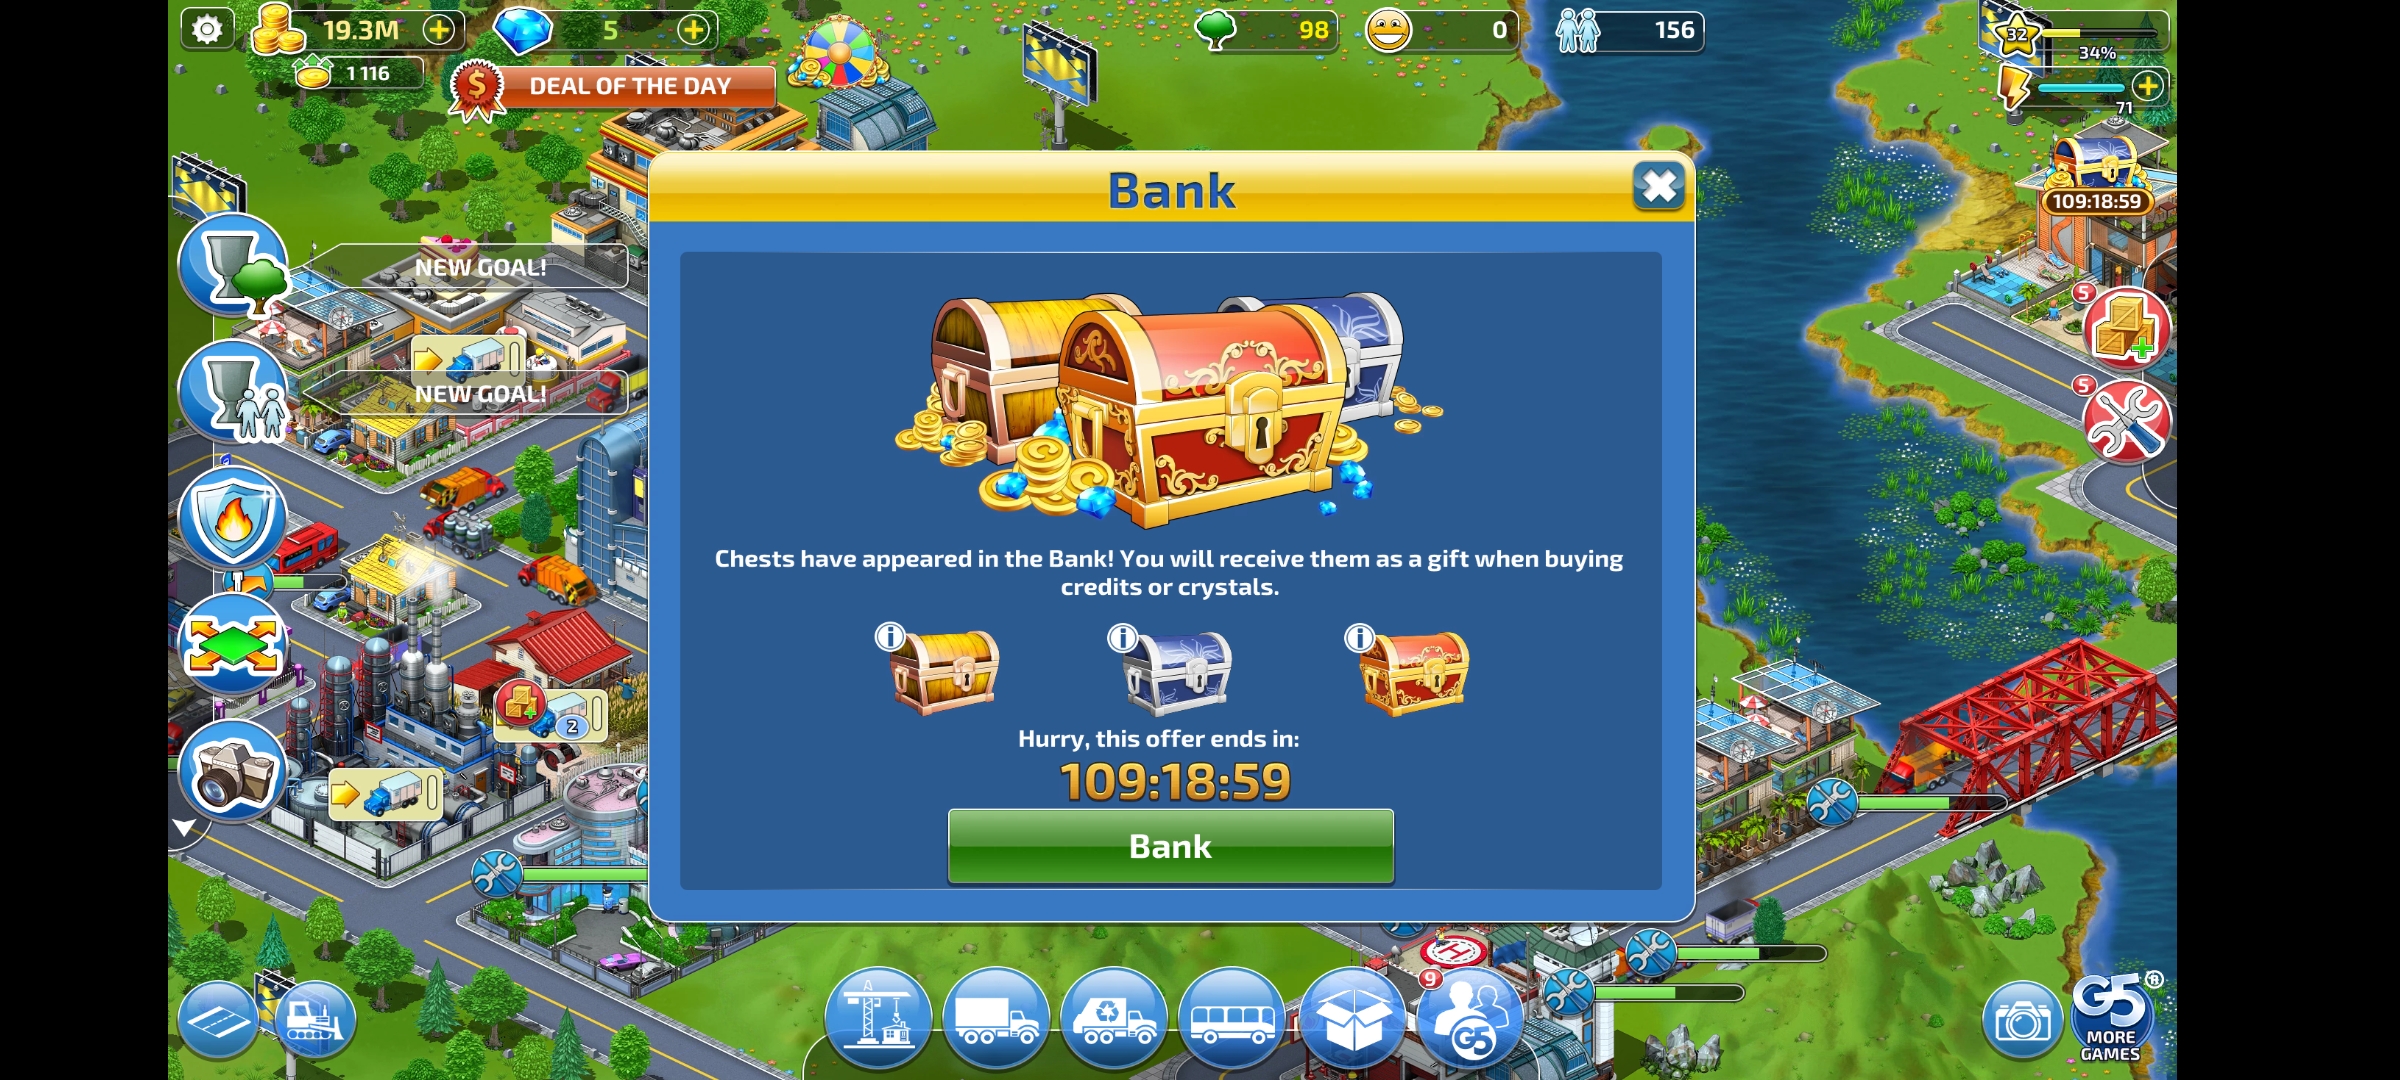 19.3M
5
98
0
156
32
34%
1 116
DEAL OF THE DAY
71
Bank
109:18:59
NEW GOAL!
5
NEW GOAL!
5
Chests have appeared in the Bank! You will receive them as a gift when buying
credits or crystals.
2
Hurry, this offer ends in:
109:18:59
Bank
H
9
G5
G5
MORE
GAMES